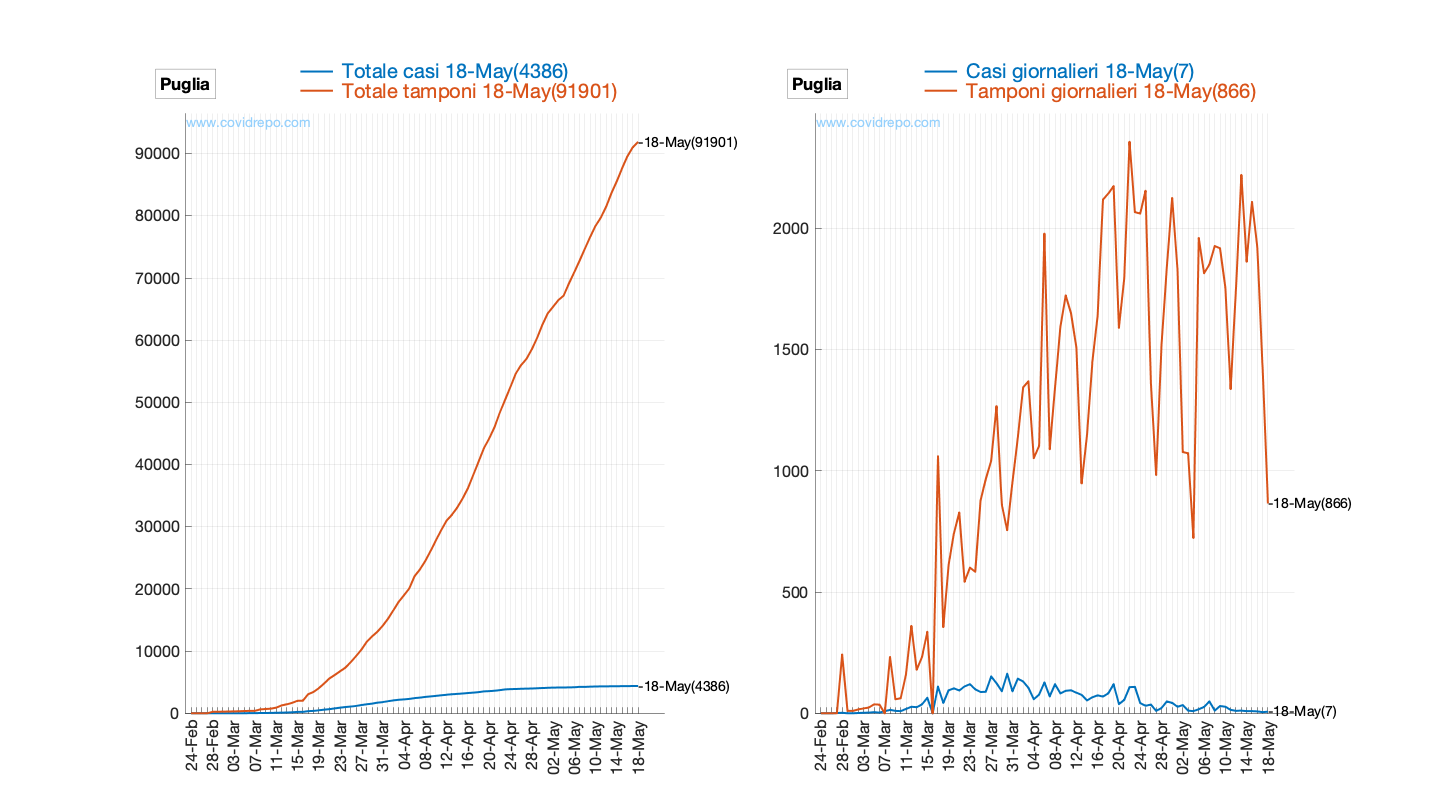 Puglia
Totale casi 18-May(4386)
Totale tamponi 18-May(91901)
www.covidrepo.com
18-May(91901)
18-May(4386)
90000
80000
70000
60000
50000
40000
30000
20000
10000
0
24-Feb
28-Feb
03-Mar
07-Mar
11-Mar
15-Mar
19-Mar
23-Mar
27-Mar
31-Mar
04-Apr
08-Apr
12-Apr
16-Apr
20-Apr
24-Apr
28-Apr
02-May
06-May
10-May
14-May
18-May
Puglia
Casi giornalieri 18-May(7)
Tamponi giornalieri 18-May(866)
www.covidrepo.com
18-May(866)
18-May(7)
2000
1500
1000
500
0
24-Feb
28-Feb
03-Mar
07-Mar
11-Mar
15-Mar
19-Mar
23-Mar
27-Mar
31-Mar
04-Apr
08-Apr
12-Apr
16-Apr
20-Apr
24-Apr
28-Apr
02-May
06-May
10-May
14-May
18-May